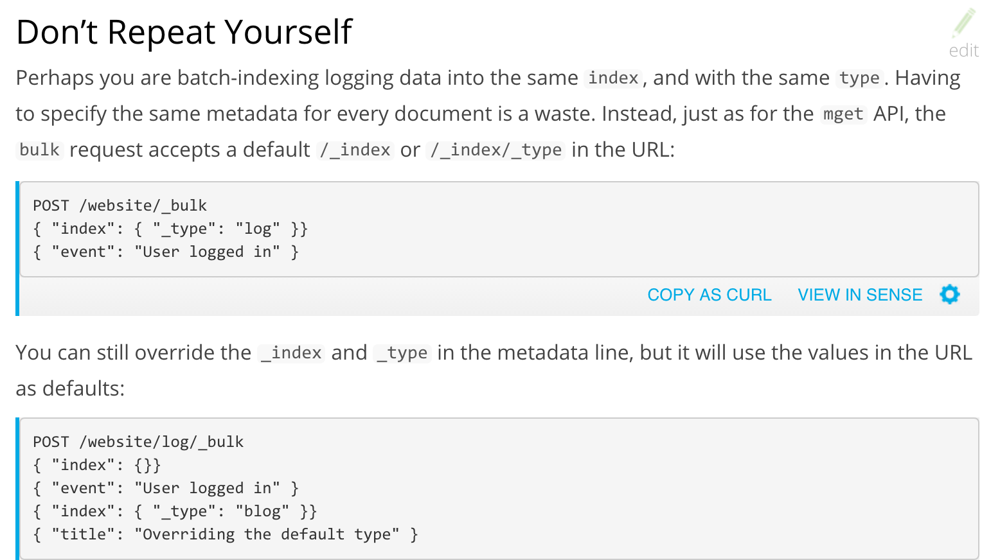 Don’t Repeat Yourself
edit
Perhaps you are batch-indexing logging data into the same index, and with the same type. Having
to specify the same metadata for every document is a waste. Instead, just as for the mget API, the
bulk request accepts a default /_index or /_index/_type in the URL:
POST /website/_bulk
{ "index": { "_type": "log" }}
{ "event": "User logged in" }
COPY AS CURL VIEW IN SENSE
You can still override the _index and _type in the metadata line, but it will use the values in the URL
as defaults:
POST /website/log/_bulk
{ "index": {}}
{ "event": "User logged in" }
{ "index": { "_type": "blog" }}
{ "title": "Overriding the default type" }